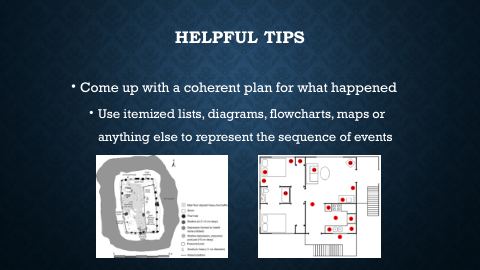 HELPFUL TIPS
• Come up with a coherent plan for what happened
• Use itemized lists, diagrams, flowcharts, maps or
anything else to represent the sequence of events